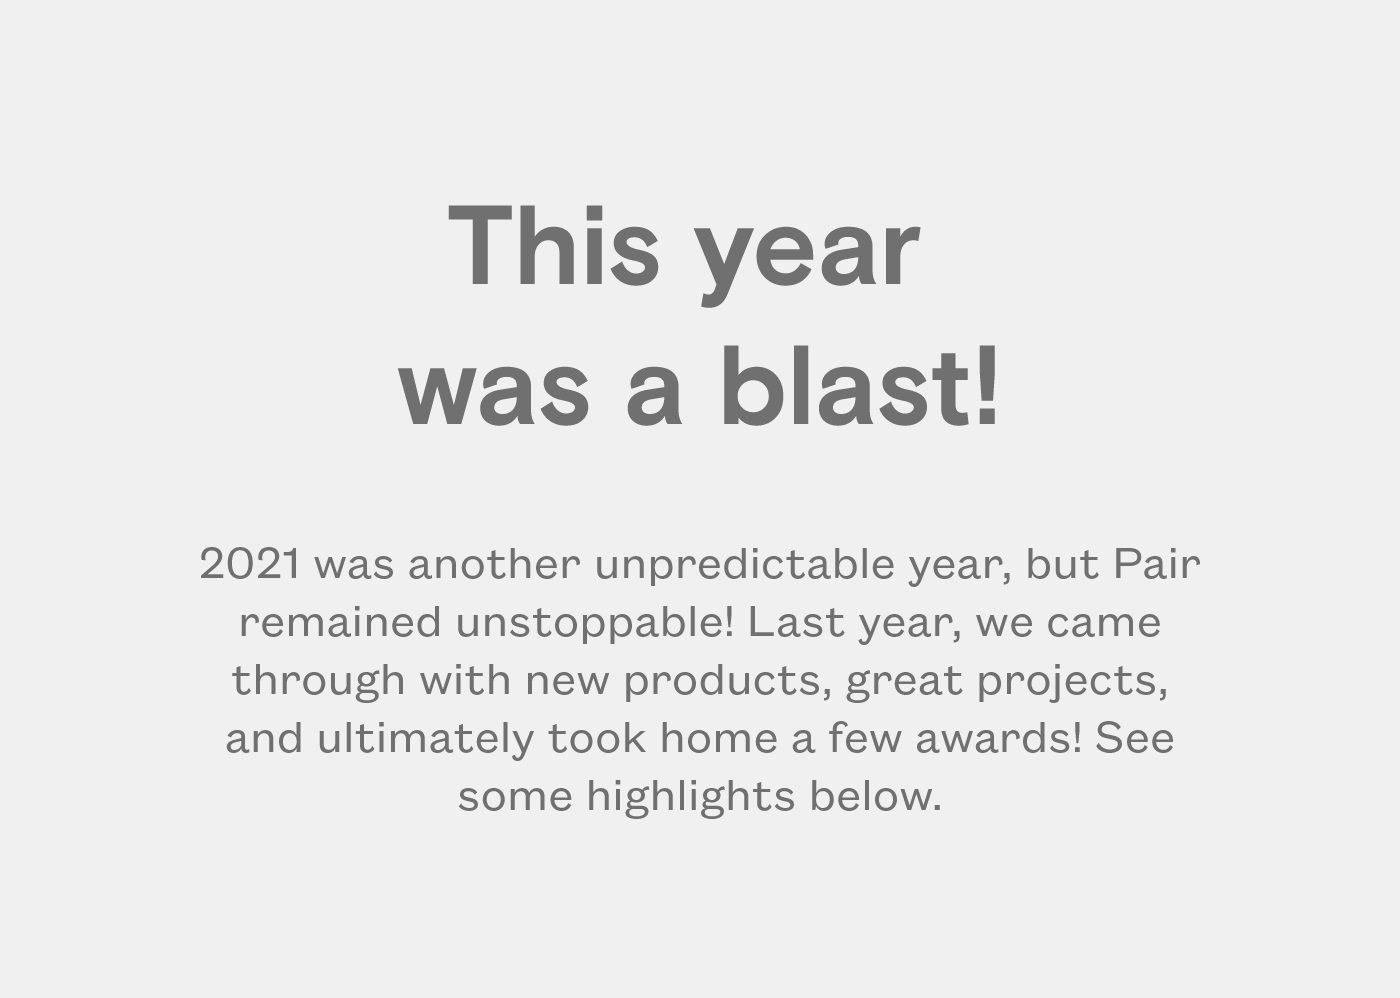 This year
was a blast!
2021 was another unpredictable year, but Pair
remained unstoppable! Last year, we came
through with new products, great projects,
and ultimately took home a few awards! See
some highlights below.